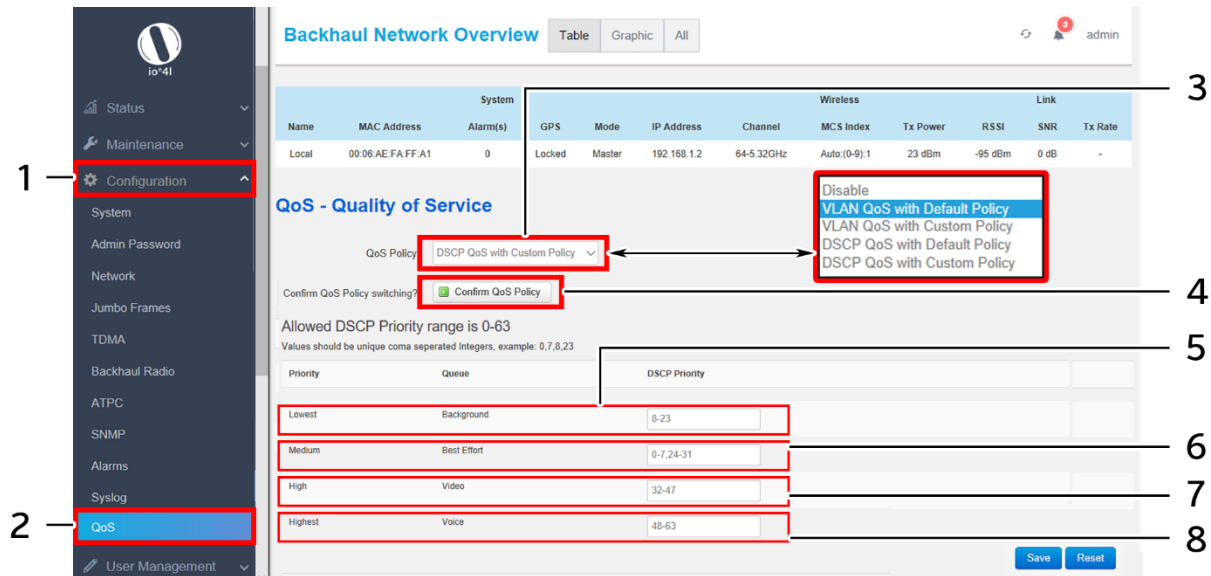 io°4l
Status
Maintenance
1
Configuration
System
Admin Password
Network
Jumbo Frames
TDMA
Backhaul Radio
ATPC
SNMP
Alarms
Syslog
2
QoS
User Management
Backhaul Network Overview Table Graphic All 0 admin
System Wireless Link
Name MAC Address Alarm(s) GPS Mode IP Address Channel MCS Index Tx Power RSSI SNR Tx Rate
Local 00:06:AE:FA:FF:A1 0 Locked Master 192.168.1.2 64-5.32GHz Auto:(0-9):1 23 dBm -95 dBm 0 dB -
3
QoS - Quality of Service
QoS Policy DSCP QoS with Custom Policy
Disable
VLAN QoS with Default Policy
VLAN QoS with Custom Policy
DSCP QoS with Default Policy
DSCP QoS with Custom Policy
Confirm QoS Policy switching? Confirm QoS Policy
4
Allowed DSCP Priority range is 0-63
Values should be unique coma seperated Integers, example: 0,7,8,23
5
Priority Queue DSCP Priority
Lowest Background 8-23
Medium Best Effort 0-7,24-31
6
High Video 32-47
7
Highest Voice 48-63
8
Save Reset